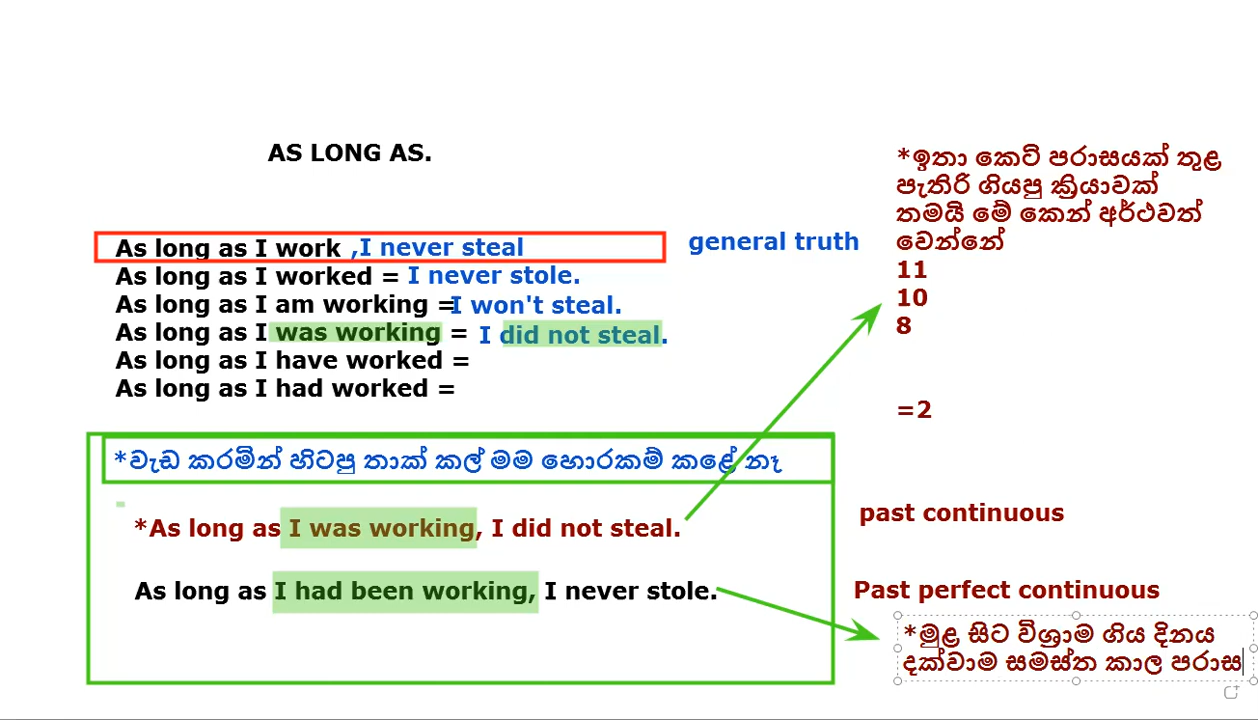 AS LONG AS.
As long as I work ,I never steal
general truth
As long as I worked = I never stole.
As long as I am working =I won't steal.
As long as I was working = I did not steal.
As long as I have worked =
As long as I had worked =
*ඉතා කෙටි පරාසයක් තුළ
පැතිරී ගියපු ක්‍රියාවක්
තමයි මේ කෙන් අර්ථවත්
වෙන්නේ
11
10
8
=2
*වැඩ කරමින් හිටපු තාක් කල් මම හොරකම් කළේ නෑ
*As long as I was working, I did not steal.
past continuous
As long as I had been working, I never stole.
Past perfect continuous
*මුළ සිට විශ්‍රාම ගිය දිනය
දක්වාම සමස්ත කාල පරාස